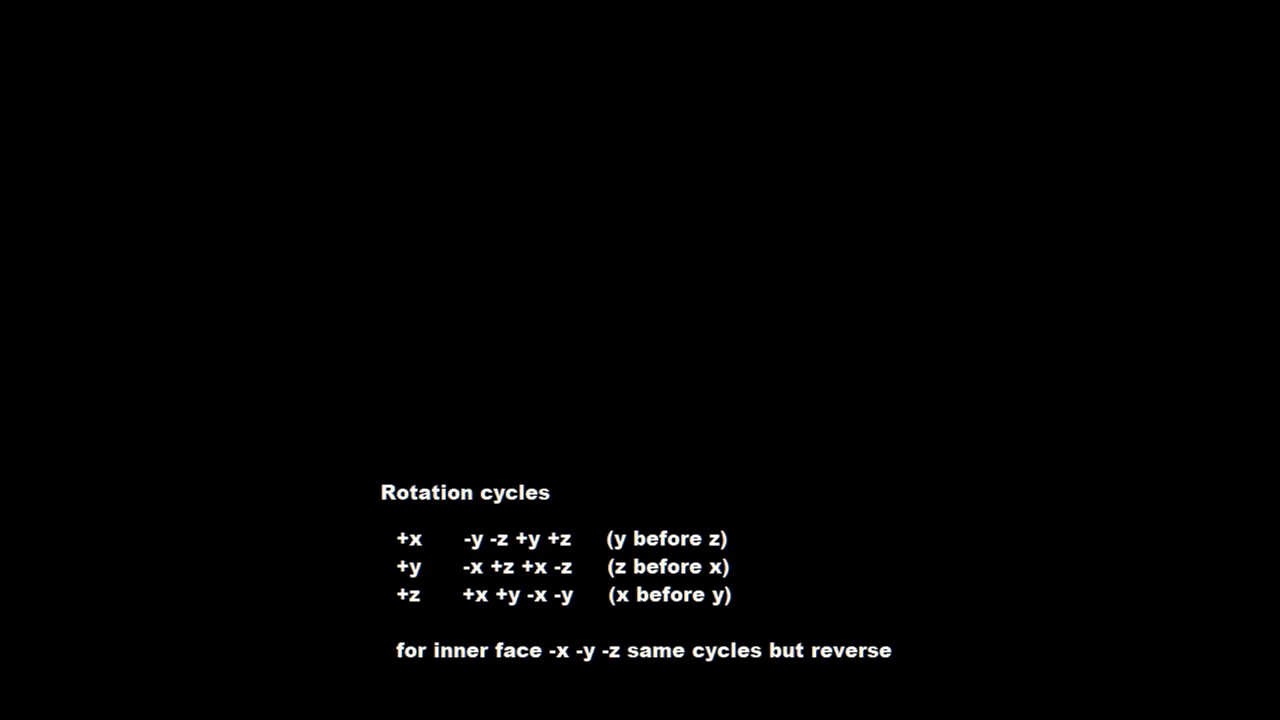 Rotation cycles
+x -y -z +y +z (y before z)
+y -x +z +x -z (z before x)
+z +x +y -x -y (x before y)
for inner face -x -y -z same cycles but reverse